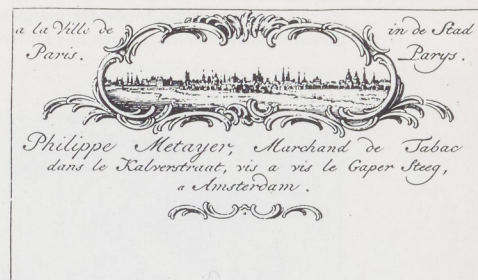 a la Ville de Paris.
in de Stad Parys.
Philippe Metayer, Marchand de Tabac
dans le Kalverstraat, vis a vis le Gaper Steeg,
a Amsterdam.